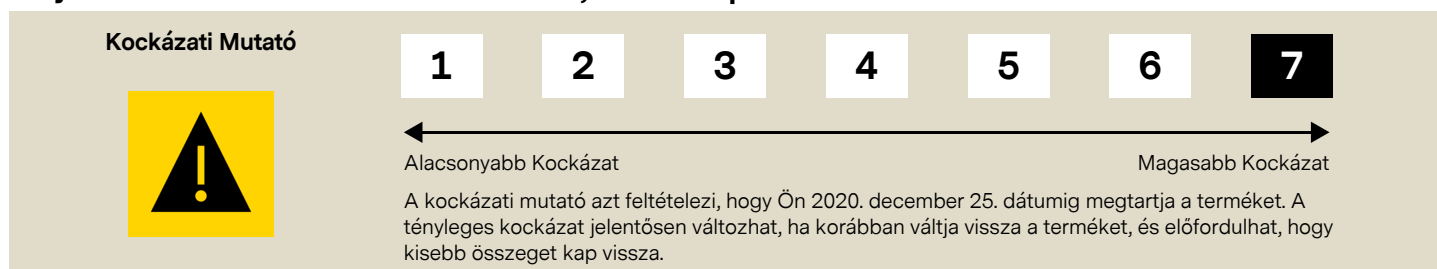 Kockázati Mutató
1 2 3 4 5 6 7
Alacsonyabb Kockázat Magasabb Kockázat
A kockázati mutató azt feltételezi, hogy Ön 2020. december 25. dátumig megtartja a terméket. A
tényleges kockázat jelentősen változhat, ha korábban váltja vissza a terméket, és előfordulhat, hogy
kisebb összeget kap vissza.